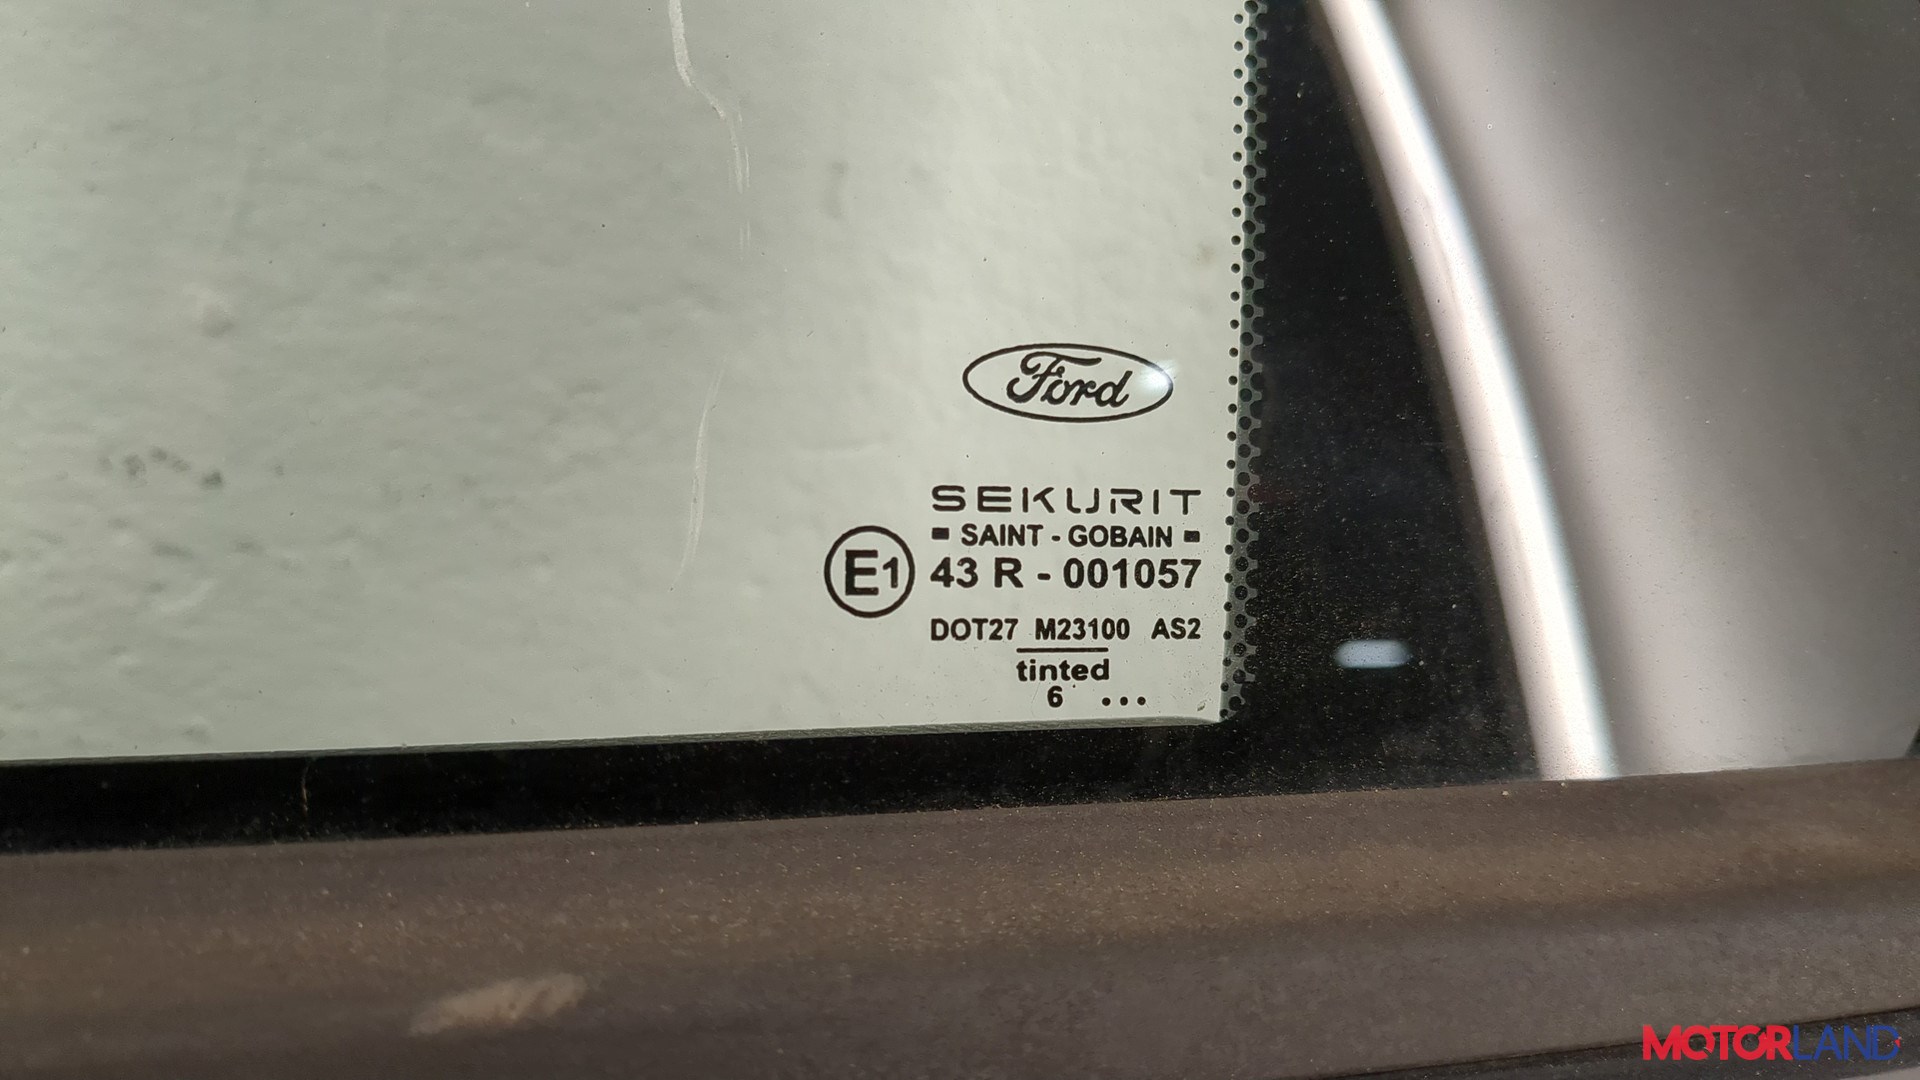 Ford
SEKURIT
SAINT - GOBAIN
E1 43 R - 001057
DOT27 M23100 AS2
tinted
6 ...
MOTORLAND